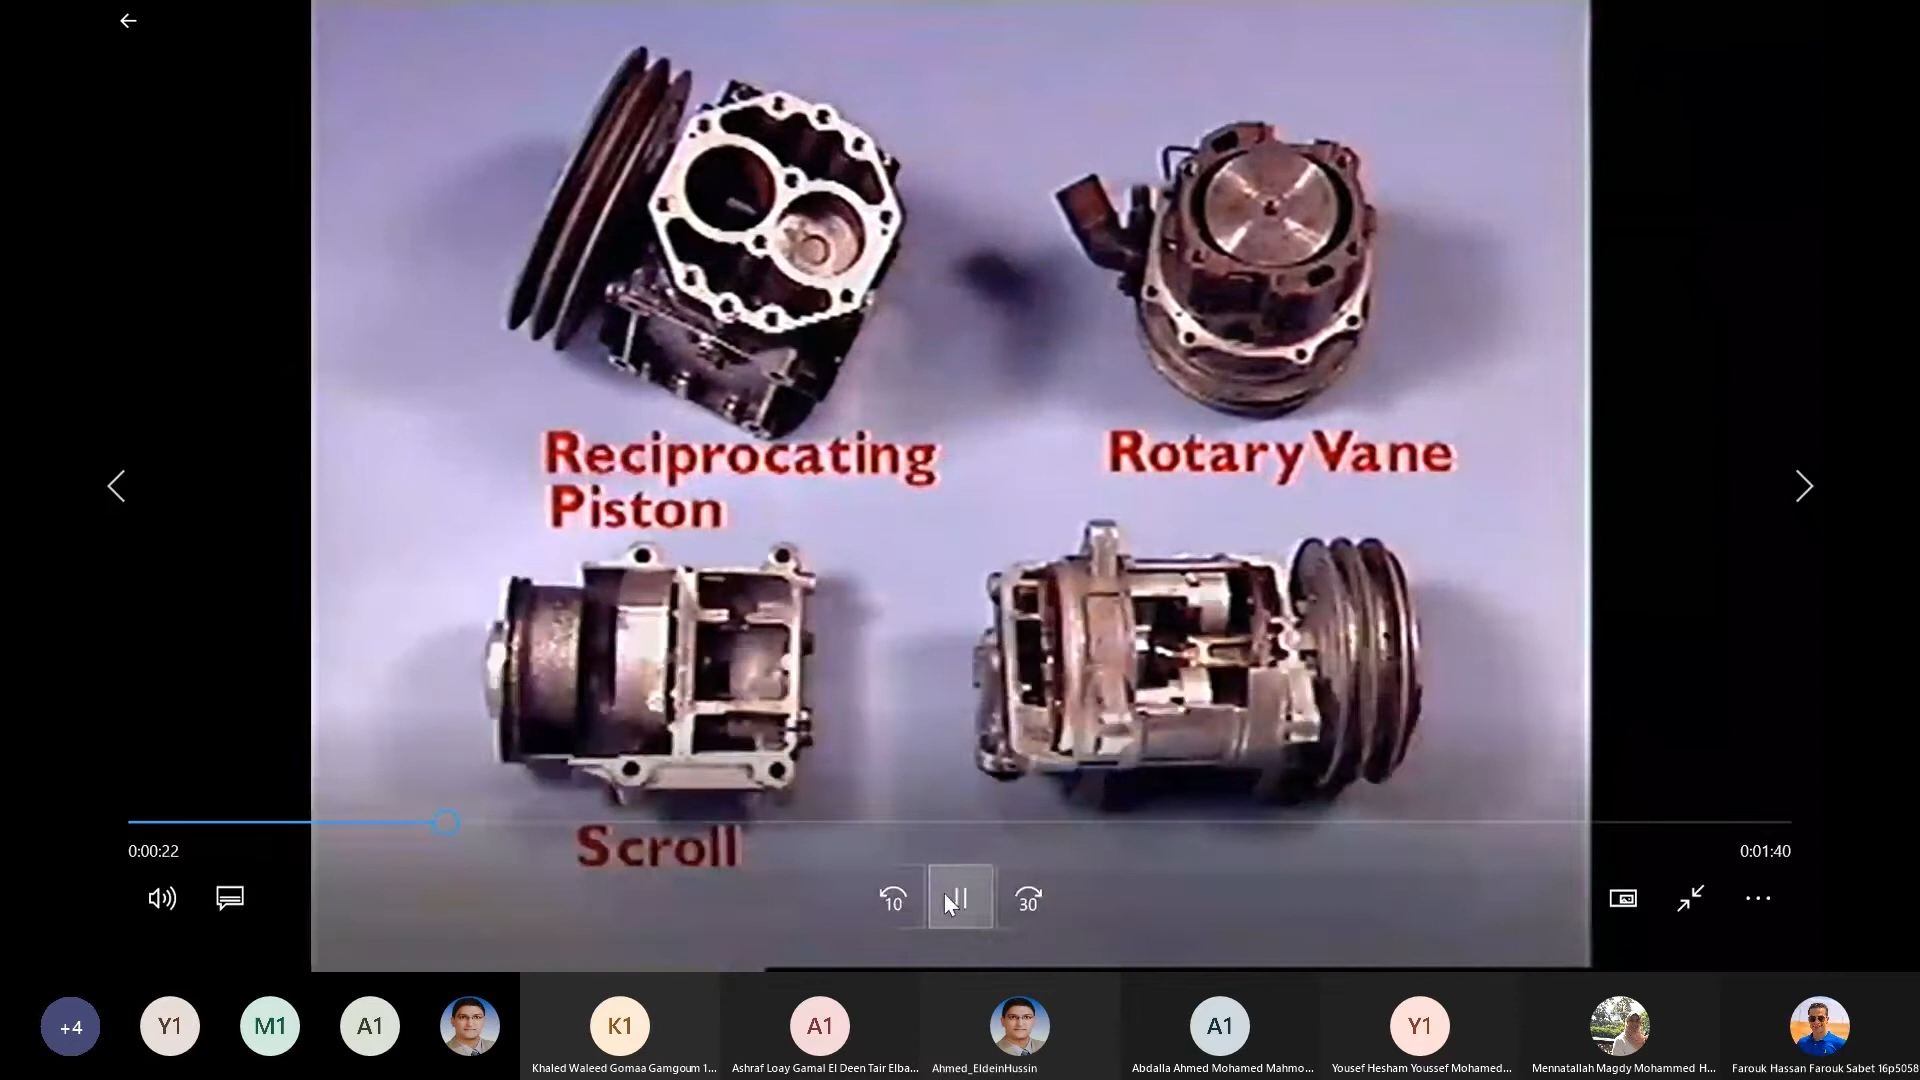 Reciprocating
Piston
Rotary Vane
Scroll
0:00:22
0:01:40
10
30
+4
Y1
M1
A1
K1
A1
A1
Y1
Khaled Waleed Gomaa Gamgoum 1...
Ashraf Loay Gamal El Deen Tair Elba...
Ahmed_EldeinHussin
Abdalla Ahmed Mohamed Mahmo...
Yousef Hesham Youssef Mohamed...
Mennatallah Magdy Mohammed H...
Farouk Hassan Farouk Sabet 16p5058